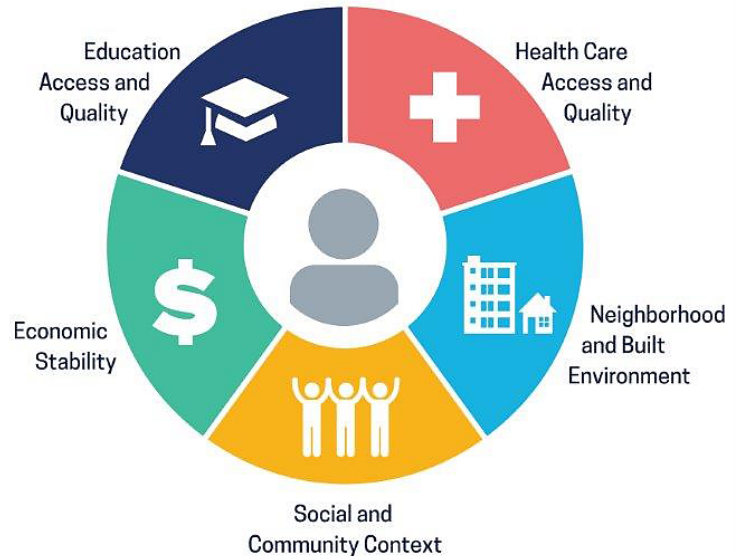 Education
Access and
Quality
Health Care
Access and
Quality
$
Economic
Stability
Neighborhood
and Built
Environment
Social and
Community Context